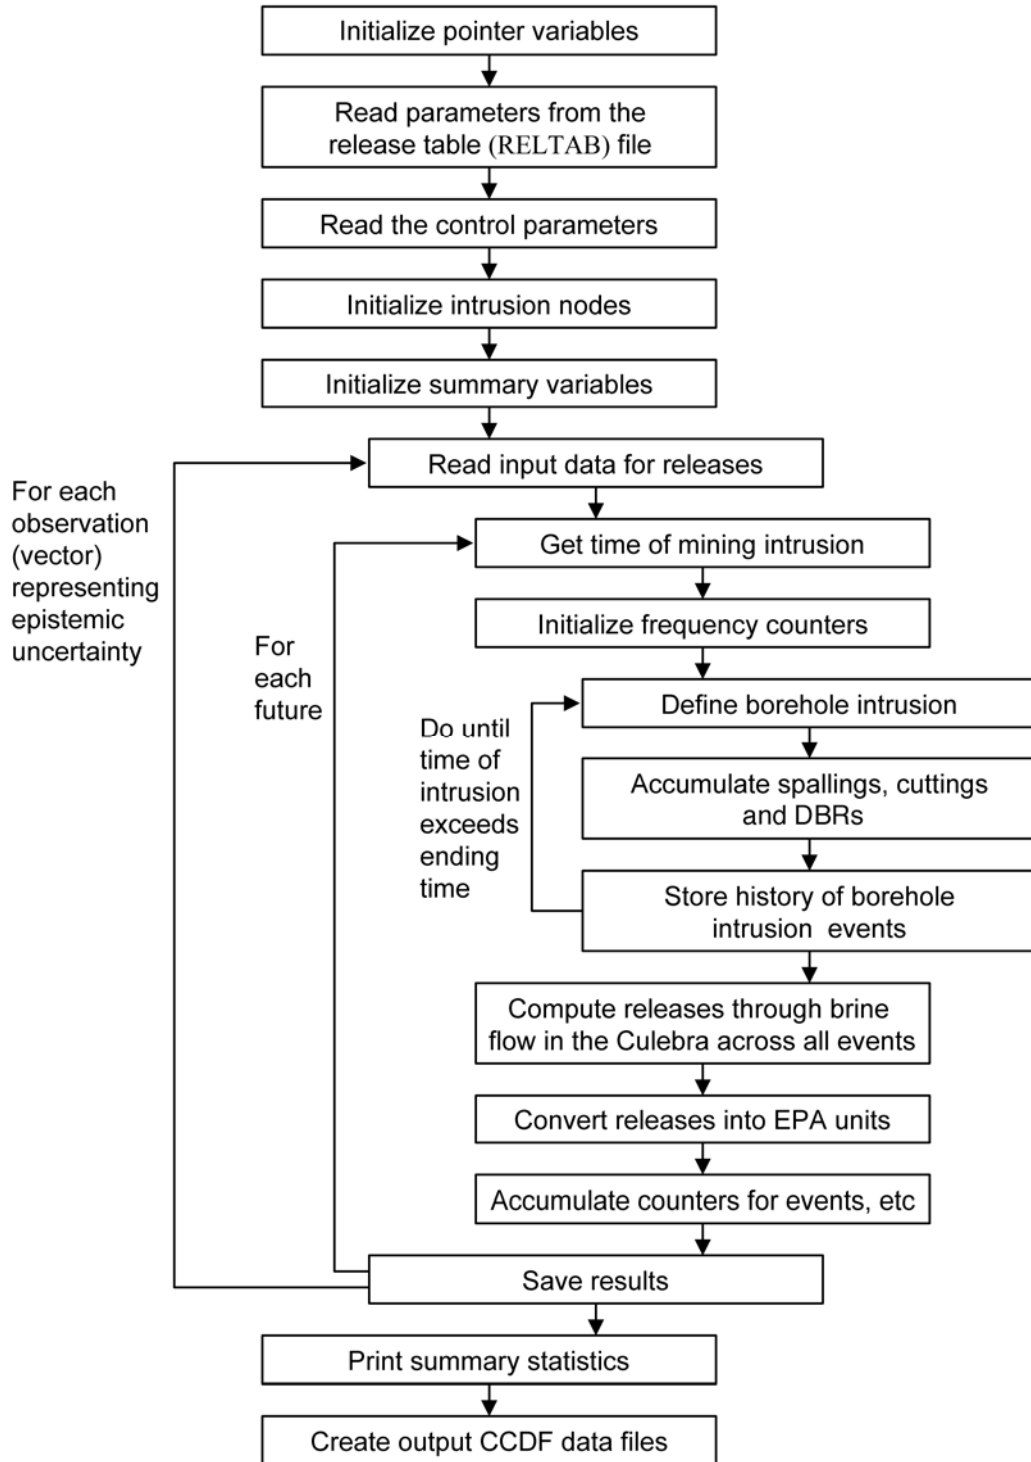 Initialize pointer variables
Read parameters from the
release table (RELTAB) file
Read the control parameters
Initialize intrusion nodes
Initialize summary variables
Read input data for releases
For each
observation
(vector)
representing
epistemic
uncertainty
Get time of mining intrusion
Initialize frequency counters
For
each
future
Define borehole intrusion
Do until
time of
intrusion
exceeds
ending
time
Accumulate spallings, cuttings
and DBRs
Store history of borehole
intrusion events
Compute releases through brine
flow in the Culebra across all events
Convert releases into EPA units
Accumulate counters for events, etc
Save results
Print summary statistics
Create output CCDF data files